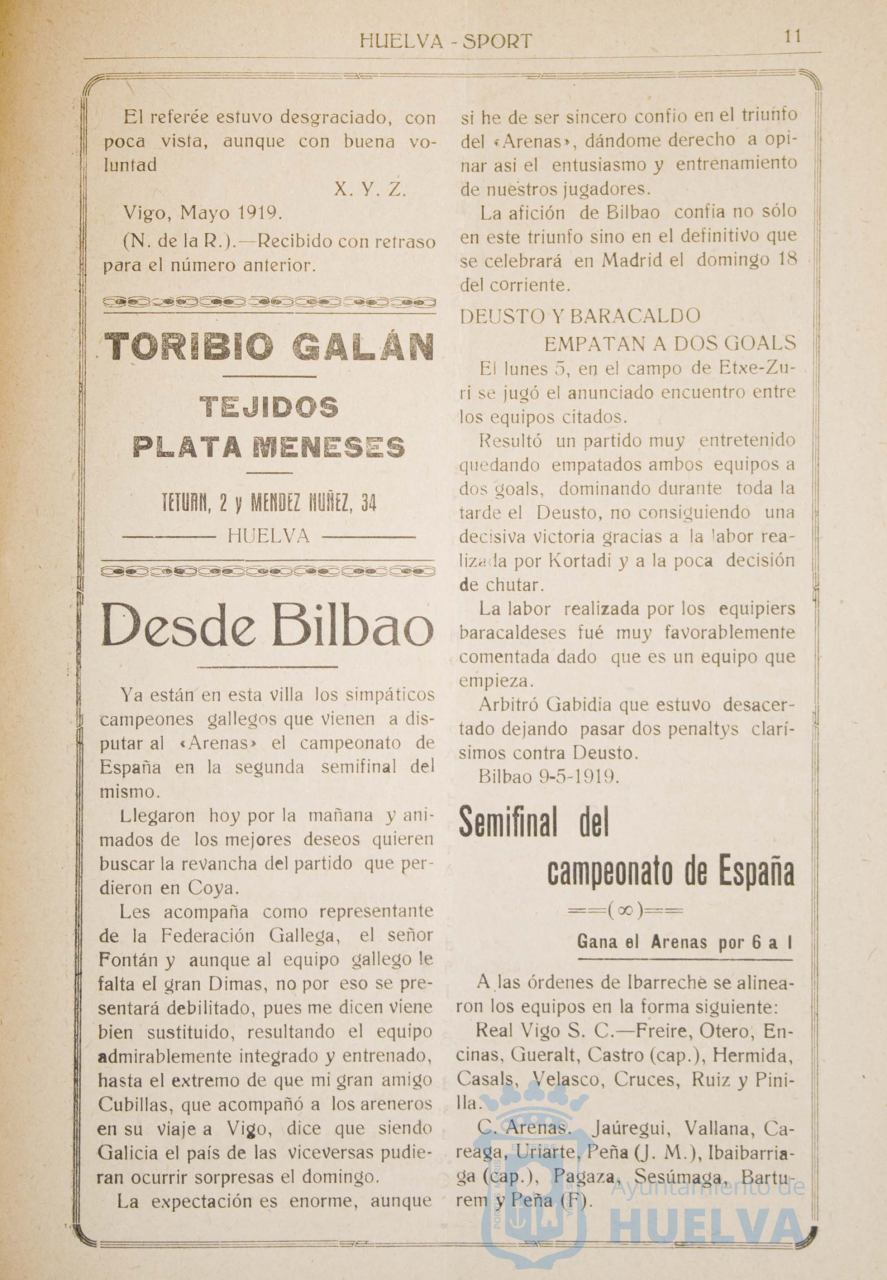 HUELVA - SPORT
11
El referée estuvo desgraciado, con
poca vista, aunque con buena vo-
luntad
X. Y. Z.
Vigo, Mayo 1919.
(N. de la R.).—Recibido con retraso
para el número anterior.
TORIBIO GALÁN
TEJIDOS
PLATA MENESES
TETUAN, 2 y MENDEZ NUÑEZ, 34
HUELVA
Desde Bilbao
Ya están en esta villa los simpáticos
campeones gallegos que vienen a dis-
putar al «Arenas» el campeonato de
España en la segunda semifinal del
mismo.
Llegaron hoy por la mañana y ani-
mados de los mejores deseos quieren
buscar la revancha del partido que per-
dieron en Coya.
Les acompaña como representante
de la Federación Gallega, el señor
Fontán y aunque al equipo gallego le
falta el gran Dimas, no por eso se pre-
sentará debilitado, pues me dicen viene
bien sustituido, resultando el equipo
admirablemente integrado y entrenado,
hasta el extremo de que mi gran amigo
Cubillas, que acompañó a los areneros
en su viaje a Vigo, dice que siendo
Galicia el país de las viceversas pudie-
ran ocurrir sorpresas el domingo.
La expectación es enorme, aunque
si he de ser sincero confio en el triunfo
del «Arenas», dándome derecho a opi-
nar asi el entusiasmo y entrenamiento
de nuestros jugadores.
La afición de Bilbao confia no sólo
en este triunfo sino en el definitivo que
se celebrará en Madrid el domingo 18
del corriente.
DEUSTO Y BARACALDO
EMPATAN A DOS GOALS
El lunes 5, en el campo de Etxe-Zu-
ri se jugó el anunciado encuentro entre
los equipos citados.
Resultó un partido muy entretenido
quedando empatados ambos equipos a
dos goals, dominando durante toda la
tarde el Deusto, no consiguiendo una
decisiva victoria gracias a la labor rea-
lizada por Kortadi y a la poca decisión
de chutar.
La labor realizada por los equipiers
baracaldeses fué muy favorablemente
comentada dado que es un equipo que
empieza.
Arbitró Gabidia que estuvo desacer-
tado dejando pasar dos penaltys clarí-
simos contra Deusto.
Bilbao 9-5-1919.
Semifinal del
campeonato de España
==(∞)==
Gana el Arenas por 6 a 1
A las órdenes de Ibarreche se alinea-
ron los equipos en la forma siguiente:
Real Vigo S. C.—Freire, Otero, En-
cinas, Gueralt, Castro (cap.), Hermida,
Casals, Velasco, Cruces, Ruiz y Pini-
lla.
C. Arenas. Jaúregui, Vallana, Ca-
reaga, Uriarte, Peña (J. M.), Ibaibarria-
ga (cap.), Pagaza, Sesúmaga, Bartu-
rem y Peña (F).
Ayuntamiento de
HUELVA